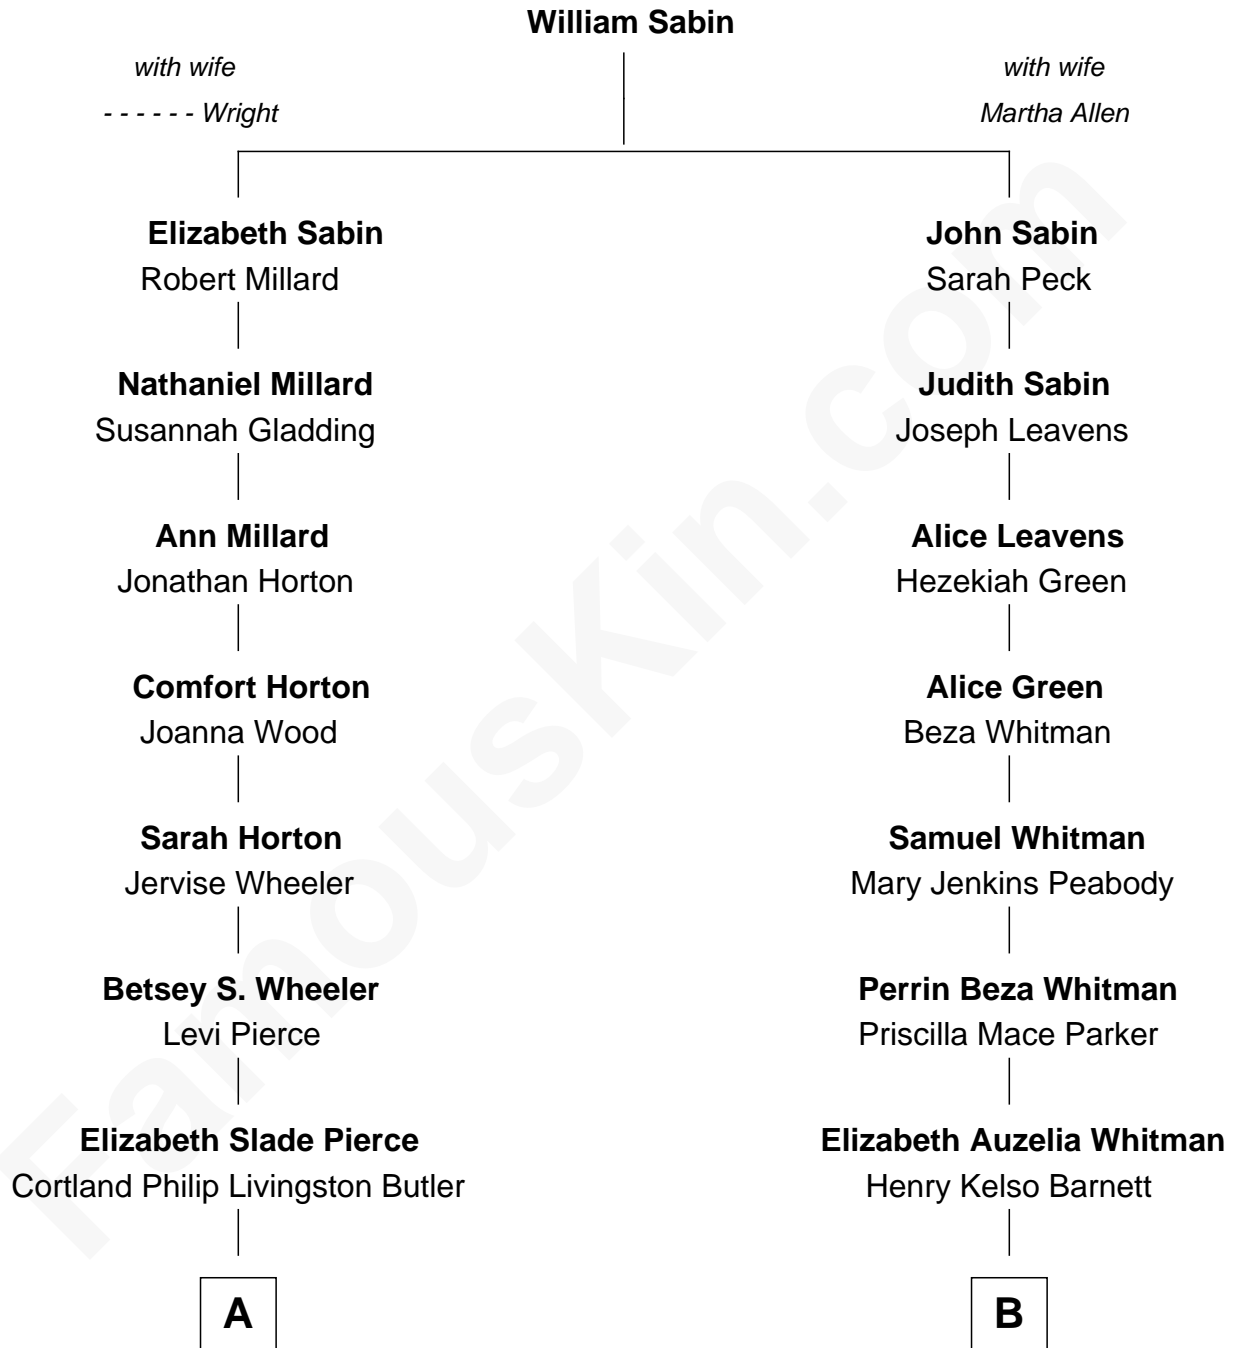 William Sabin
with wife
- - - - - - Wright
with wife
Martha Allen
Elizabeth Sabin
Robert Millard
John Sabin
Sarah Peck
Nathaniel Millard
Susannah Gladding
Judith Sabin
Joseph Leavens
Ann Millard
Jonathan Horton
Alice Leavens
Hezekiah Green
Comfort Horton
Joanna Wood
Alice Green
Beza Whitman
Sarah Horton
Jervise Wheeler
Samuel Whitman
Mary Jenkins Peabody
Betsey S. Wheeler
Levi Pierce
Perrin Beza Whitman
Priscilla Mace Parker
Elizabeth Slade Pierce
Cortland Philip Livingston Butler
Elizabeth Auzelia Whitman
Henry Kelso Barnett
A
B
FamousKin.com